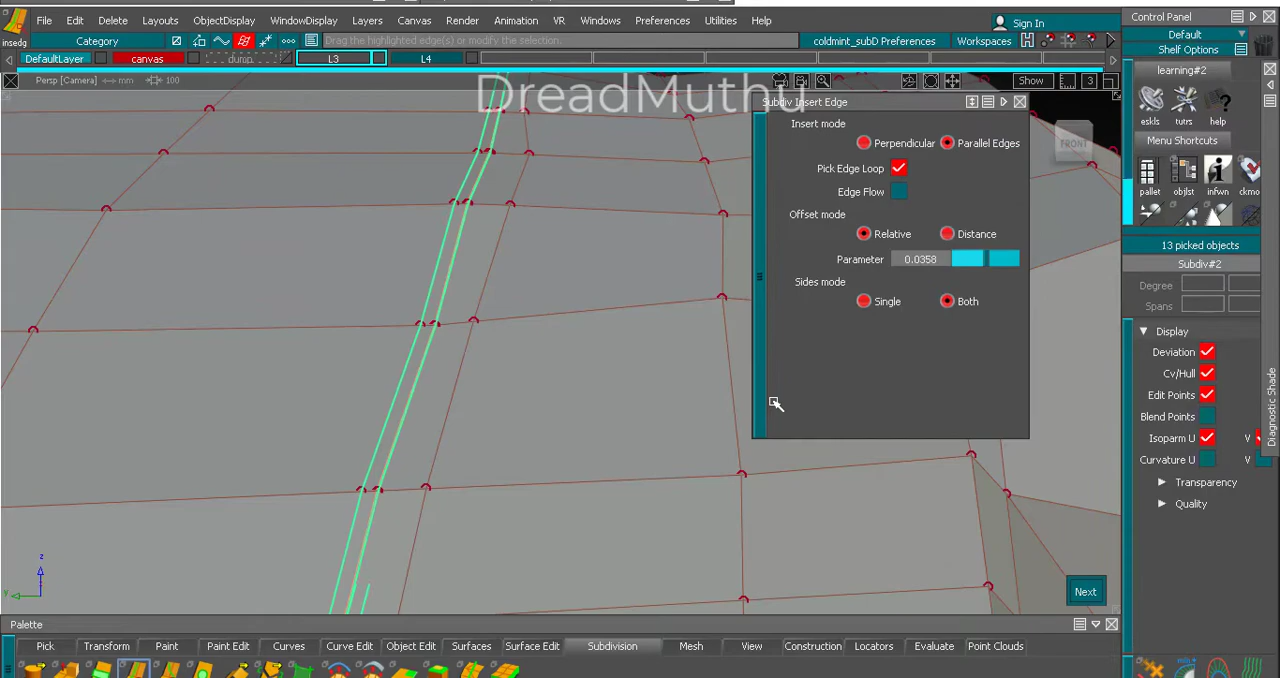 File Edit Delete Layouts ObjectDisplay WindowDisplay Layers Canvas Render Animation VR Windows Preferences Utilities Help
Sign In
Control Panel
insedg
Category
Drag the highlighted edge(s) or modify the selection.
coldmint_subD Preferences
Workspaces
Default
Shelf Options
DefaultLayer
canvas
L3
L4
Persp [Camera]
mm
100
DreadMuthu
Show
3
learning#2
eskls tutrs help
Menu Shortcuts
pallet objlst infwn ckmo
FRONT
Subdiv Insert Edge
Insert mode
Perpendicular Parallel Edges
Pick Edge Loop
Edge Flow
Offset mode
Relative Distance
Parameter 0.0358
Sides mode
Single Both
13 picked objects
Subdiv#2
Degree
Spans
Display
Deviation
Cv/Hull
Edit Points
Blend Points
Isoparm U V
Curvature U V
Transparency
Quality
Diagnostic Shade
z
y
Next
Palette
Pick Transform Paint Paint Edit Curves Curve Edit Object Edit Surfaces Surface Edit Subdivision Mesh View Construction Locators Evaluate Point Clouds